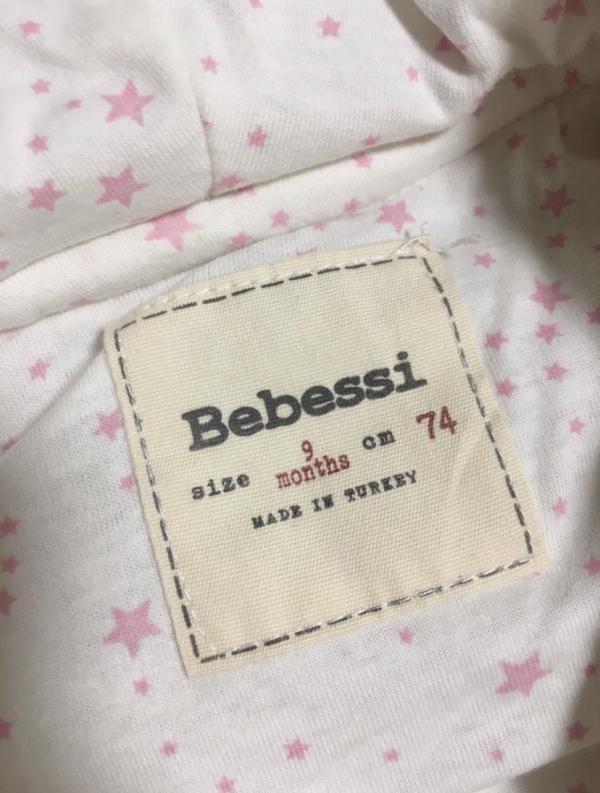 Bebessi
size 9 months cm 74
MADE IN TURKEY